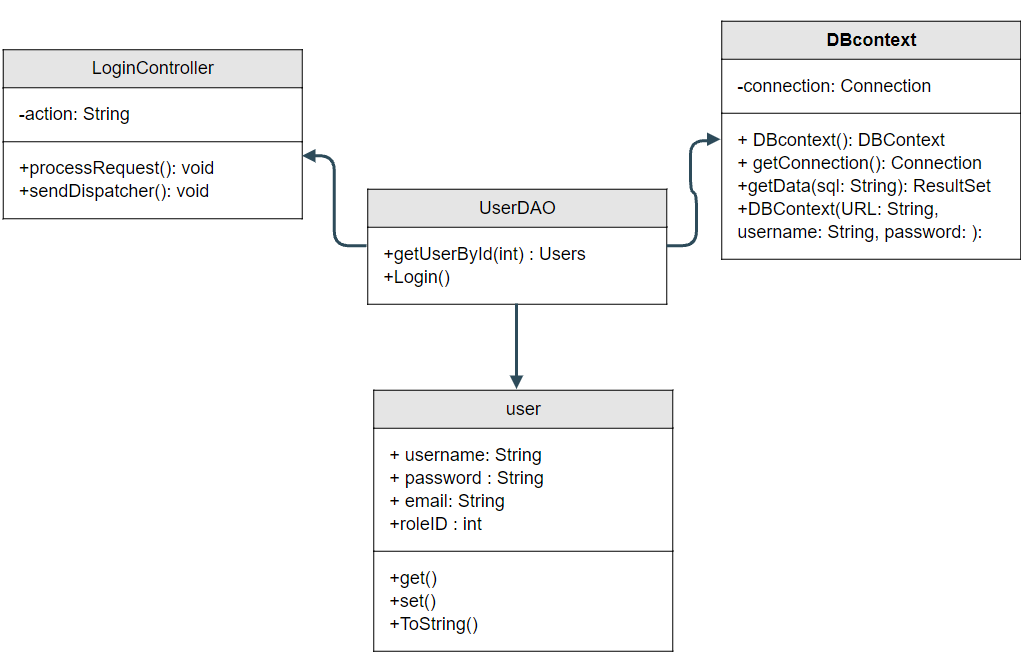 LoginController
-action: String
+processRequest(): void
+sendDispatcher(): void
DBcontext
-connection: Connection
+ DBcontext(): DBContext
+ getConnection(): Connection
+getData(sql: String): ResultSet
+DBContext(URL: String,
username: String, password: ):
UserDAO
+getUserById(int) : Users
+Login()
user
+ username: String
+ password : String
+ email: String
+roleID : int
+get()
+set()
+ToString()